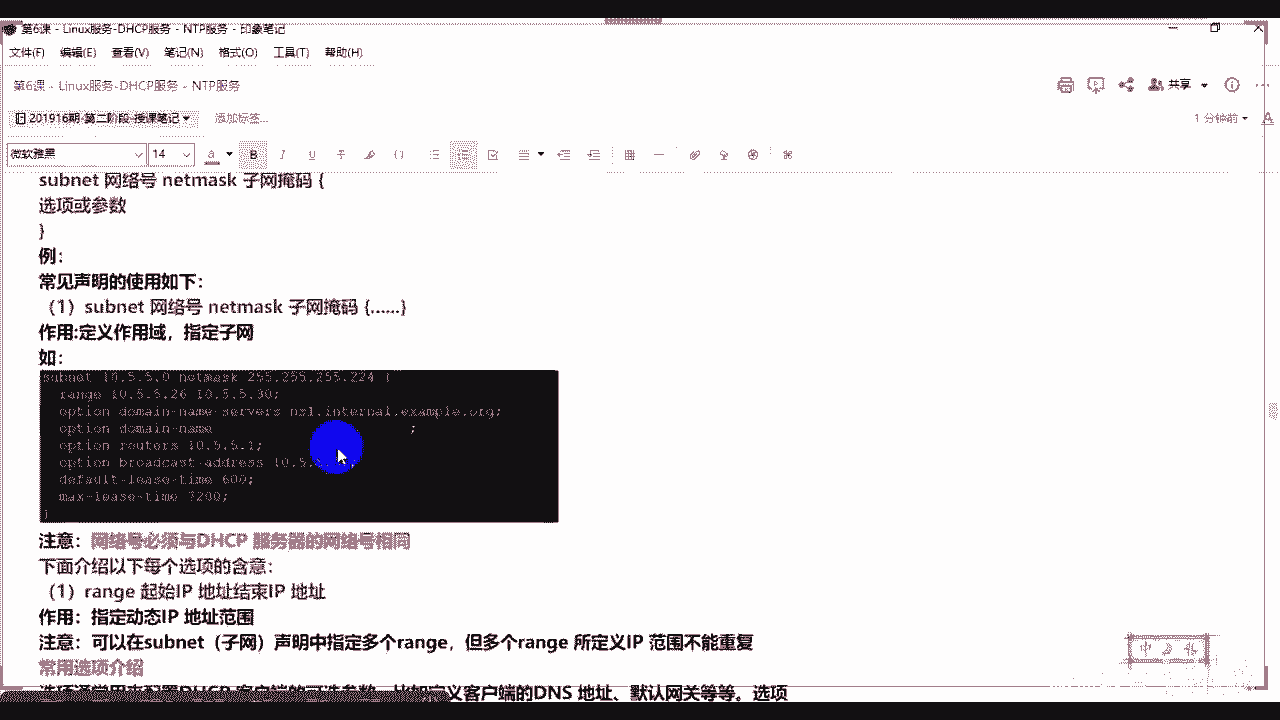 第6课 - Linux服务-DHCP服务 - NTP服务 - 印象笔记
文件(F) 编辑(E) 查看(V) 笔记(N) 格式(O) 工具(T) 帮助(H)
第6课 - Linux服务-DHCP服务 - NTP服务
共享
201916期-第二阶段-授课笔记 添加标签...
1 分钟前
微软雅黑 14
subnet 网络号 netmask 子网掩码 {
选项或参数
}
例：
常见声明的使用如下：
（1）subnet 网络号 netmask 子网掩码 {……}
作用:定义作用域，指定子网
如：
subnet 10.5.5.0 netmask 255.255.255.224 {
range 10.5.5.26 10.5.5.30;
option domain-name-servers ns1.internal.example.org;
option domain-name ;
option routers 10.5.5.1;
option broadcast-address
default-lease-time 600;
max-lease-time 7200;
}
注意：网络号必须与DHCP 服务器的网络号相同
下面介绍以下每个选项的含意：
（1）range 起始IP 地址结束IP 地址
作用：指定动态IP 地址范围
注意：可以在subnet（子网）声明中指定多个range，但多个range 所定义IP 范围不能重复
常用选项介绍
选项通常用来配置DHCP 客户端的可选参数，比如定义客户端的DNS 地址、默认网关等等。选项